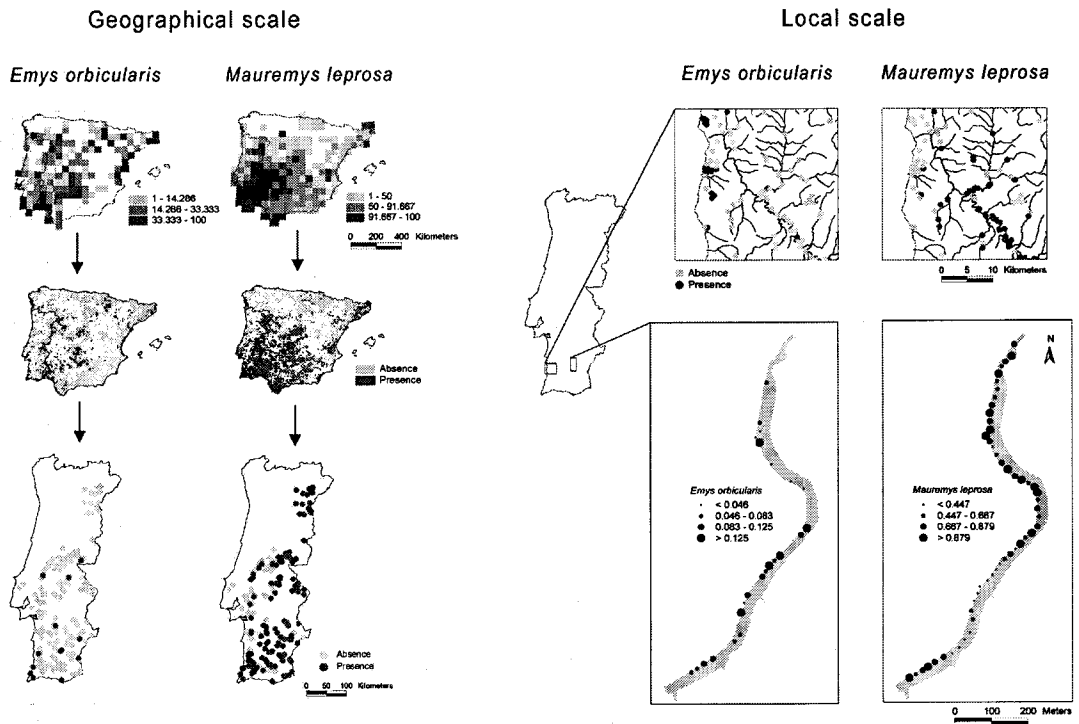 Geographical scale
Local scale
Emys orbicularis
Mauremys leprosa
Emys orbicularis
Mauremys leprosa
1 - 14.286
14.286 - 33.333
33.333 - 100
1 - 50
50 - 91.667
91.667 - 100
0 200 400 Kilometers
Absence
Presence
0 5 10 Kilometers
Absence
Presence
N
Emys orbicularis
< 0.046
0.046 - 0.083
0.083 - 0.125
> 0.125
Mauremys leprosa
< 0.447
0.447 - 0.667
0.667 - 0.879
> 0.879
Absence
Presence
0 50 100 Kilometers
0 100 200 Meters